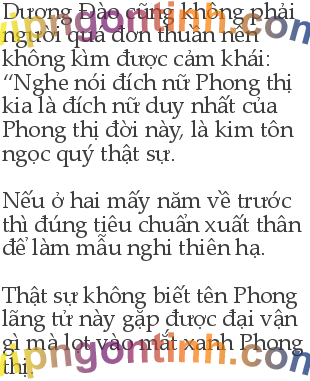 Dương Đào cũng không phải
người quá đơn thuần nên
không kìm được cảm khái:
“Nghe nói đích nữ Phong thị
kia là đích nữ duy nhất của
Phong thị đời này, là kim tôn
ngọc quý thật sự.
Nếu ở hai mấy năm về trước
thì đúng tiêu chuẩn xuất thân
để làm mẫu nghi thiên hạ.
Thật sự không biết tên Phong
lãng tử này gặp được đại vận
gì mà lọt vào mắt xanh Phong
thị
vipngontinh.com
vipngontinh.com